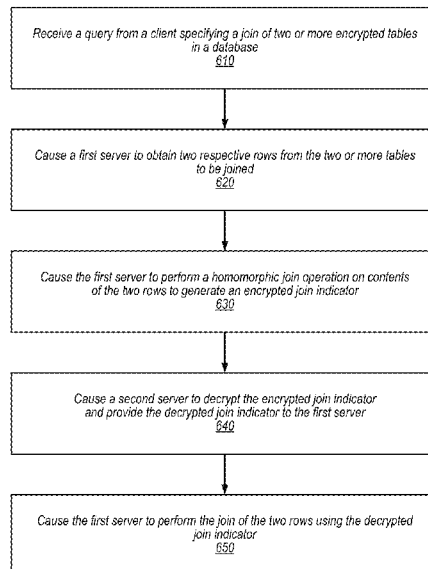 Receive a query from a client specifying a join of two or more encrypted tables
in a database
610
Cause a first server to obtain two respective rows from the two or more tables
to be joined
620
Cause the first server to perform a homomorphic join operation on contents
of the two rows to generate an encrypted join indicator
630
Cause a second server to decrypt the encrypted join indicator
and provide the decrypted join indicator to the first server
640
Cause the first server to perform the join of the two rows using the decrypted
join indicator
650